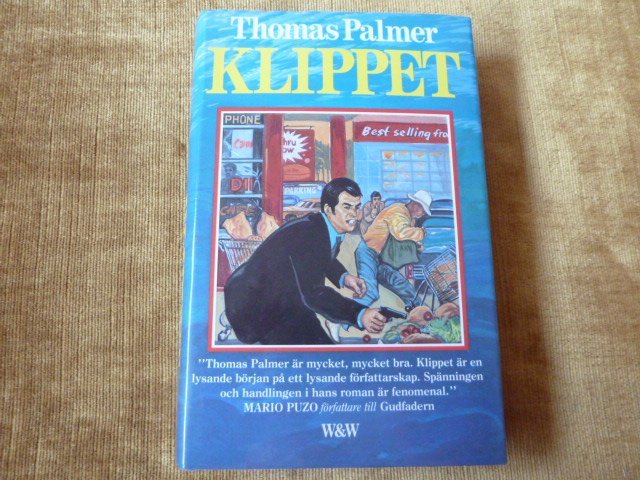 Thomas Palmer
KLIPPET
PHONE
Best selling fro
PARKING
"Thomas Palmer är mycket, mycket bra. Klippet är en
lysande början på ett lysande författarskap. Spänningen
och handlingen i hans roman är fenomenal."
MARIO PUZO författare till Gudfadern
W&W